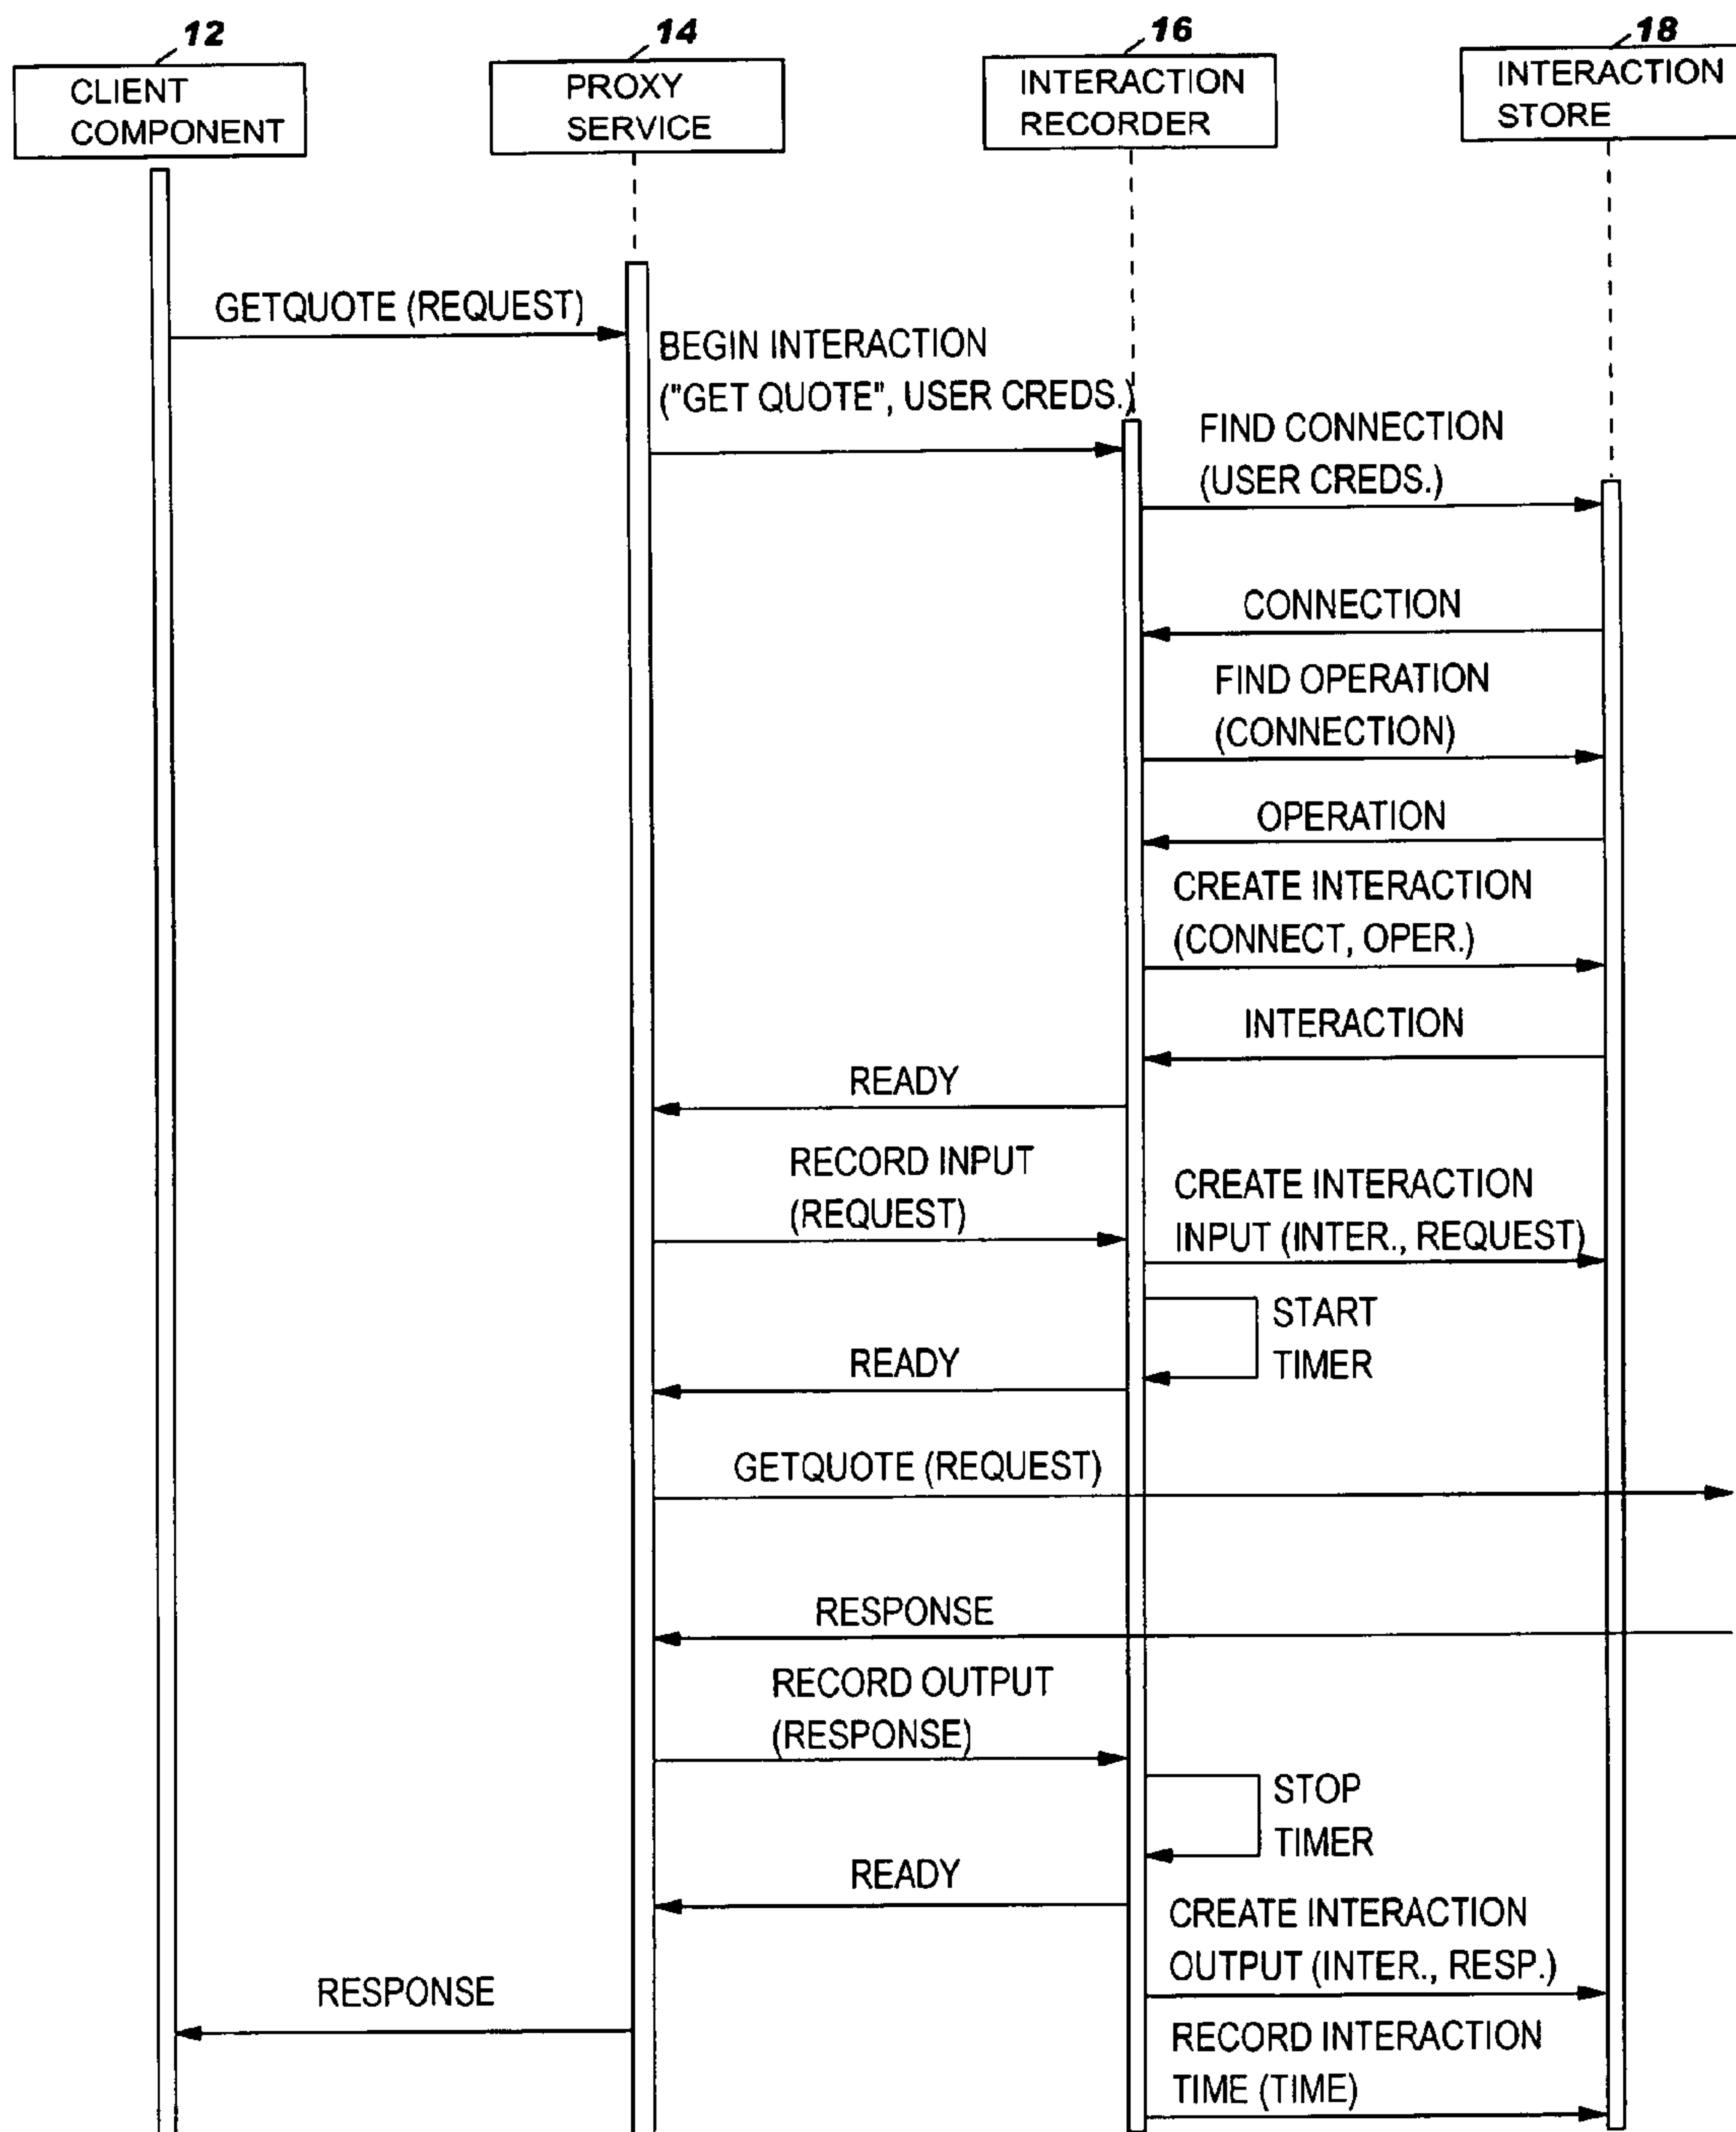 12
14
16
18
CLIENT
COMPONENT
PROXY
SERVICE
INTERACTION
RECORDER
INTERACTION
STORE
GETQUOTE (REQUEST)
BEGIN INTERACTION
("GET QUOTE", USER CREDS.)
FIND CONNECTION
(USER CREDS.)
CONNECTION
FIND OPERATION
(CONNECTION)
OPERATION
CREATE INTERACTION
(CONNECT, OPER.)
INTERACTION
READY
RECORD INPUT
(REQUEST)
CREATE INTERACTION
INPUT (INTER., REQUEST)
START
TIMER
READY
GETQUOTE (REQUEST)
RESPONSE
RECORD OUTPUT
(RESPONSE)
STOP
TIMER
READY
CREATE INTERACTION
OUTPUT (INTER., RESP.)
RESPONSE
RECORD INTERACTION
TIME (TIME)